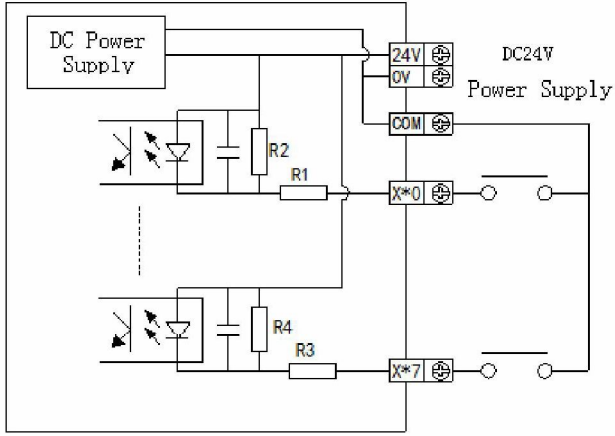 DC Power
Supply
24V
0V
DC24V
Power Supply
COM
R2
R1
X*0
R4
R3
X*7